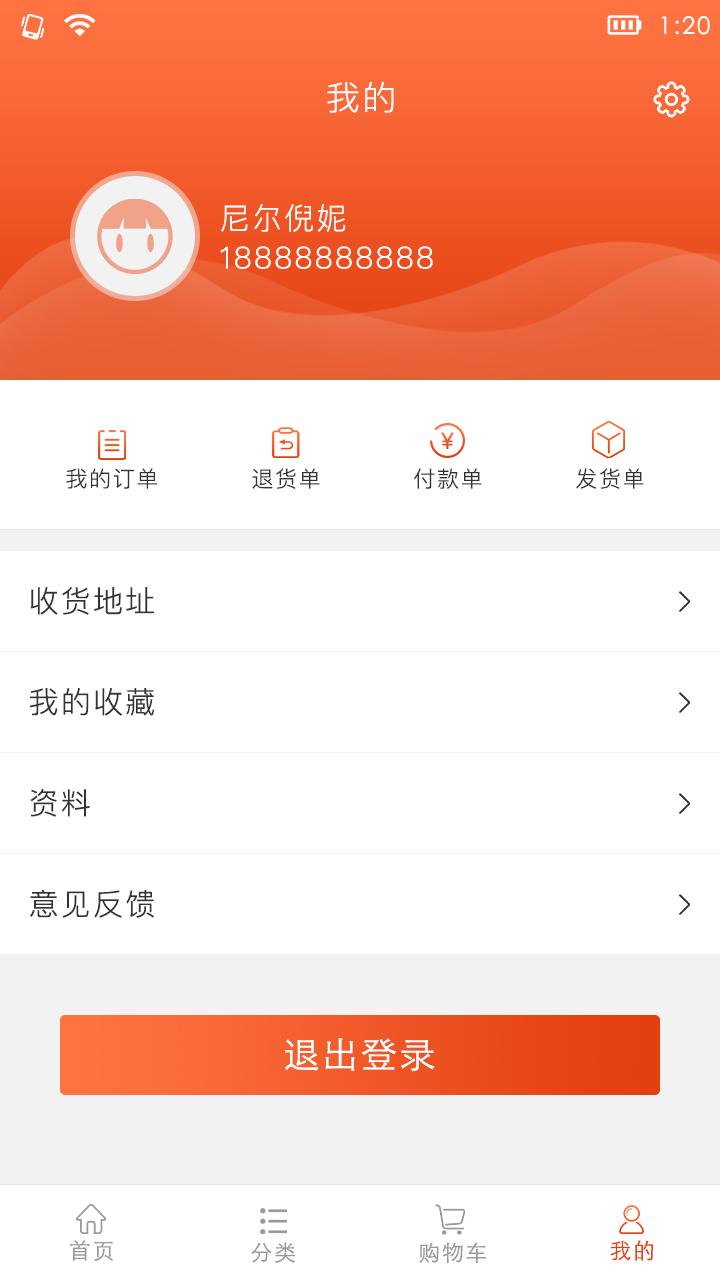 1:20
我的
尼尔倪妮
18888888888
我的订单 退货单 付款单 发货单
收货地址
我的收藏
资料
意见反馈
退出登录
首页 分类 购物车 我的